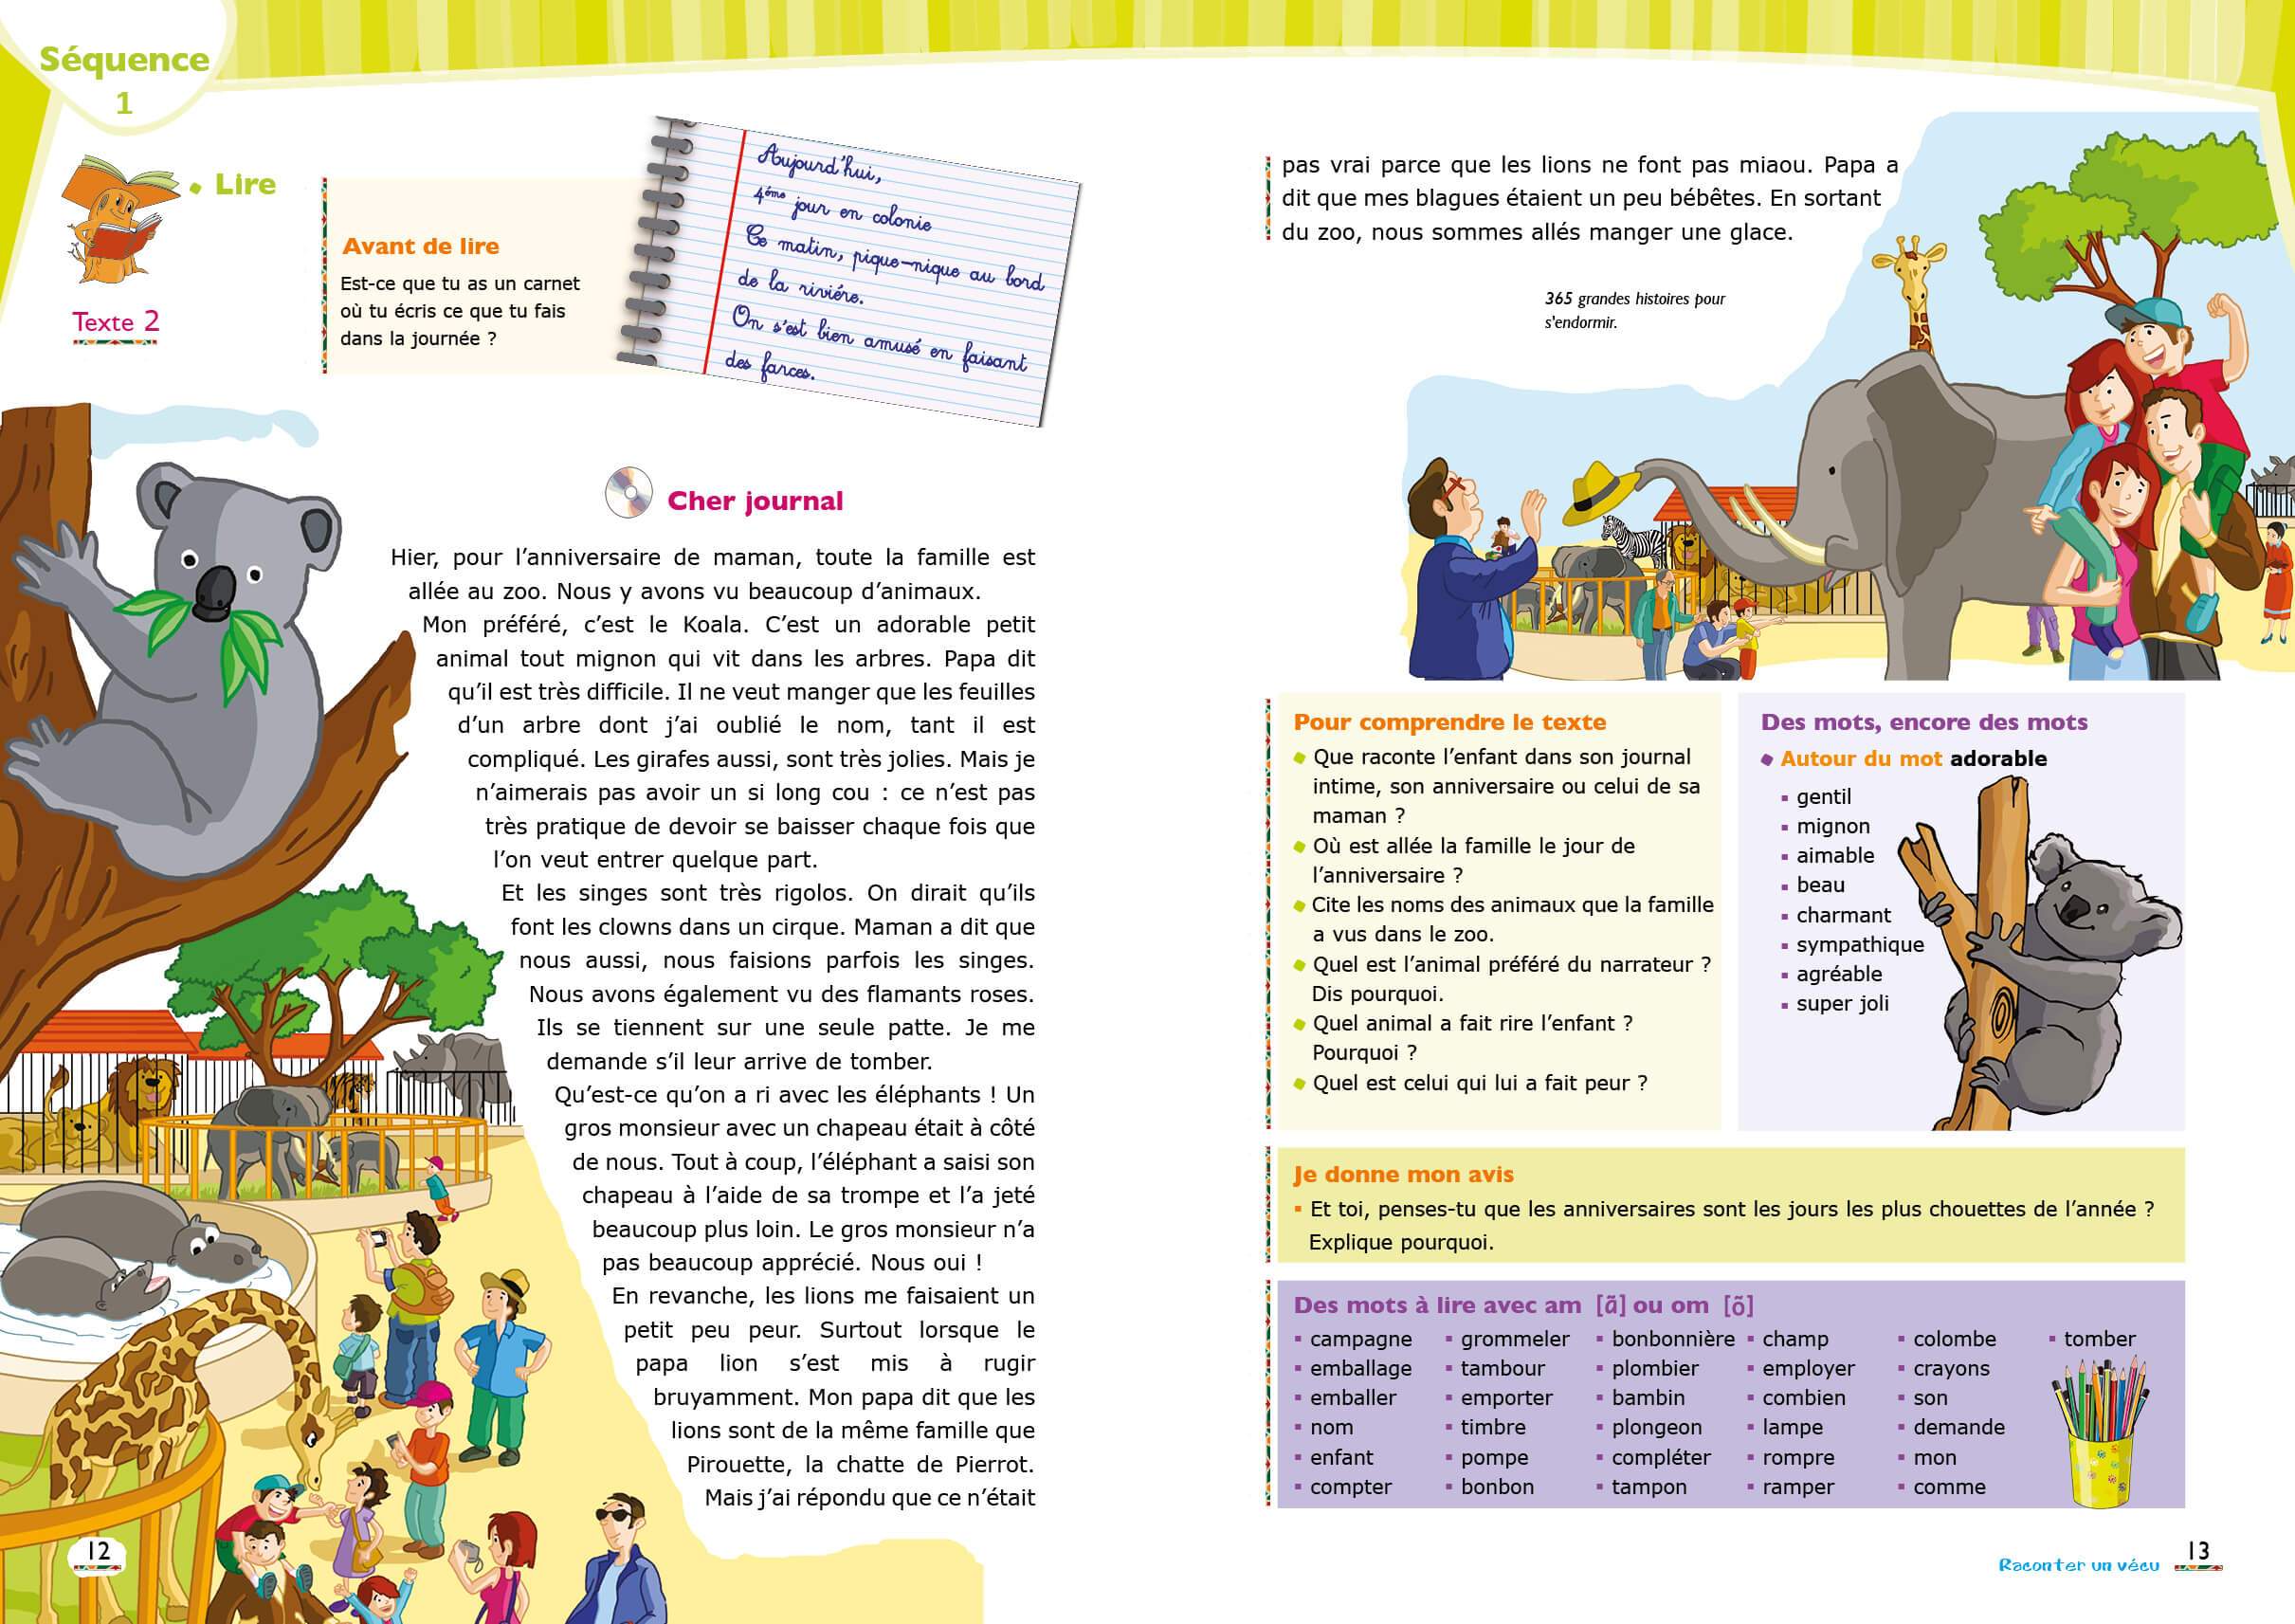 Séquence
1
• Lire
Texte 2
Avant de lire
Est-ce que tu as un carnet
où tu écris ce que tu fais
dans la journée ?
Aujourd'hui,
4éme jour en colonie
Ce matin, pique-nique au bord
de la riviére.
On s'est bien amusé en faisant
des farces.
Cher journal
Hier, pour l'anniversaire de maman, toute la famille est
allée au zoo. Nous y avons vu beaucoup d'animaux.
Mon préféré, c'est le Koala. C'est un adorable petit
animal tout mignon qui vit dans les arbres. Papa dit
qu'il est très difficile. Il ne veut manger que les feuilles
d'un arbre dont j'ai oublié le nom, tant il est
compliqué. Les girafes aussi, sont très jolies. Mais je
n'aimerais pas avoir un si long cou : ce n'est pas
très pratique de devoir se baisser chaque fois que
l'on veut entrer quelque part.
Et les singes sont très rigolos. On dirait qu'ils
font les clowns dans un cirque. Maman a dit que
nous aussi, nous faisions parfois les singes.
Nous avons également vu des flamants roses.
Ils se tiennent sur une seule patte. Je me
demande s'il leur arrive de tomber.
Qu'est-ce qu'on a ri avec les éléphants ! Un
gros monsieur avec un chapeau était à côté
de nous. Tout à coup, l'éléphant a saisi son
chapeau à l'aide de sa trompe et l'a jeté
beaucoup plus loin. Le gros monsieur n'a
pas beaucoup apprécié. Nous oui !
En revanche, les lions me faisaient un
petit peu peur. Surtout lorsque le
papa lion s'est mis à rugir
bruyamment. Mon papa dit que les
lions sont de la même famille que
Pirouette, la chatte de Pierrot.
Mais j'ai répondu que ce n'était
12
pas vrai parce que les lions ne font pas miaou. Papa a
dit que mes blagues étaient un peu bébêtes. En sortant
du zoo, nous sommes allés manger une glace.
365 grandes histoires pour
s'endormir.
Pour comprendre le texte
• Que raconte l'enfant dans son journal
intime, son anniversaire ou celui de sa
maman ?
• Où est allée la famille le jour de
l'anniversaire ?
• Cite les noms des animaux que la famille
a vus dans le zoo.
• Quel est l'animal préféré du narrateur ?
Dis pourquoi.
• Quel animal a fait rire l'enfant ?
Pourquoi ?
• Quel est celui qui lui a fait peur ?
Des mots, encore des mots
• Autour du mot adorable
▪ gentil
▪ mignon
▪ aimable
▪ beau
▪ charmant
▪ sympathique
▪ agréable
▪ super joli
Je donne mon avis
▪ Et toi, penses-tu que les anniversaires sont les jours les plus chouettes de l'année ?
Explique pourquoi.
Des mots à lire avec am [ã] ou om [õ]
▪ campagne ▪ grommeler ▪ bonbonnière ▪ champ ▪ colombe ▪ tomber
▪ emballage ▪ tambour ▪ plombier ▪ employer ▪ crayons
▪ emballer ▪ emporter ▪ bambin ▪ combien ▪ son
▪ nom ▪ timbre ▪ plongeon ▪ lampe ▪ demande
▪ enfant ▪ pompe ▪ compléter ▪ rompre ▪ mon
▪ compter ▪ bonbon ▪ tampon ▪ ramper ▪ comme
Raconter un vécu 13